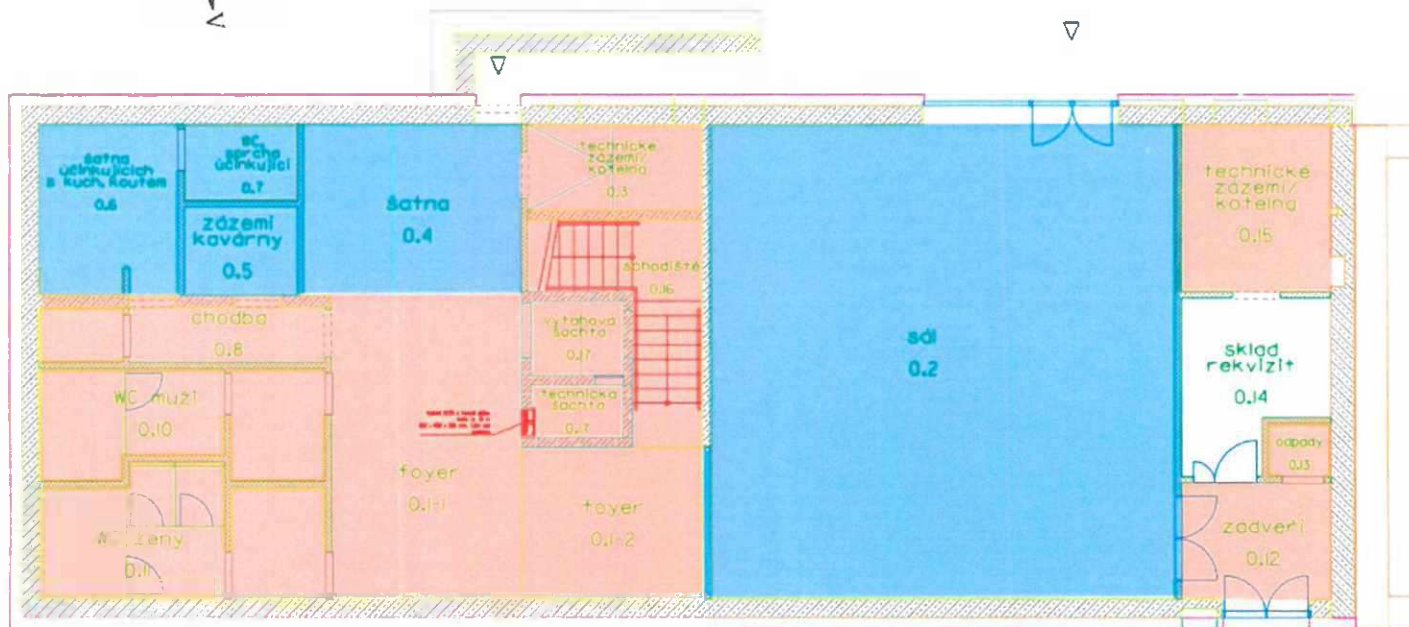 šatna
účinkujících
s kuch. koutem
0.6
WC,
sprcha
účinkující
0.7
zázemí
kavárny
0.5
šatna
0.4
technické
zázemí/
kotelna
0.3
schodiště
0.16
výtahová
šachta
0.17
technická
šachta
0.17
chodba
0.8
WC muži
0.10
WC ženy
0.11
foyer
0.1-1
foyer
0.1-2
sál
0.2
technické
zázemí/
kotelna
0.15
sklad
rekvizit
0.14
odpady
0.13
zádveří
0.12